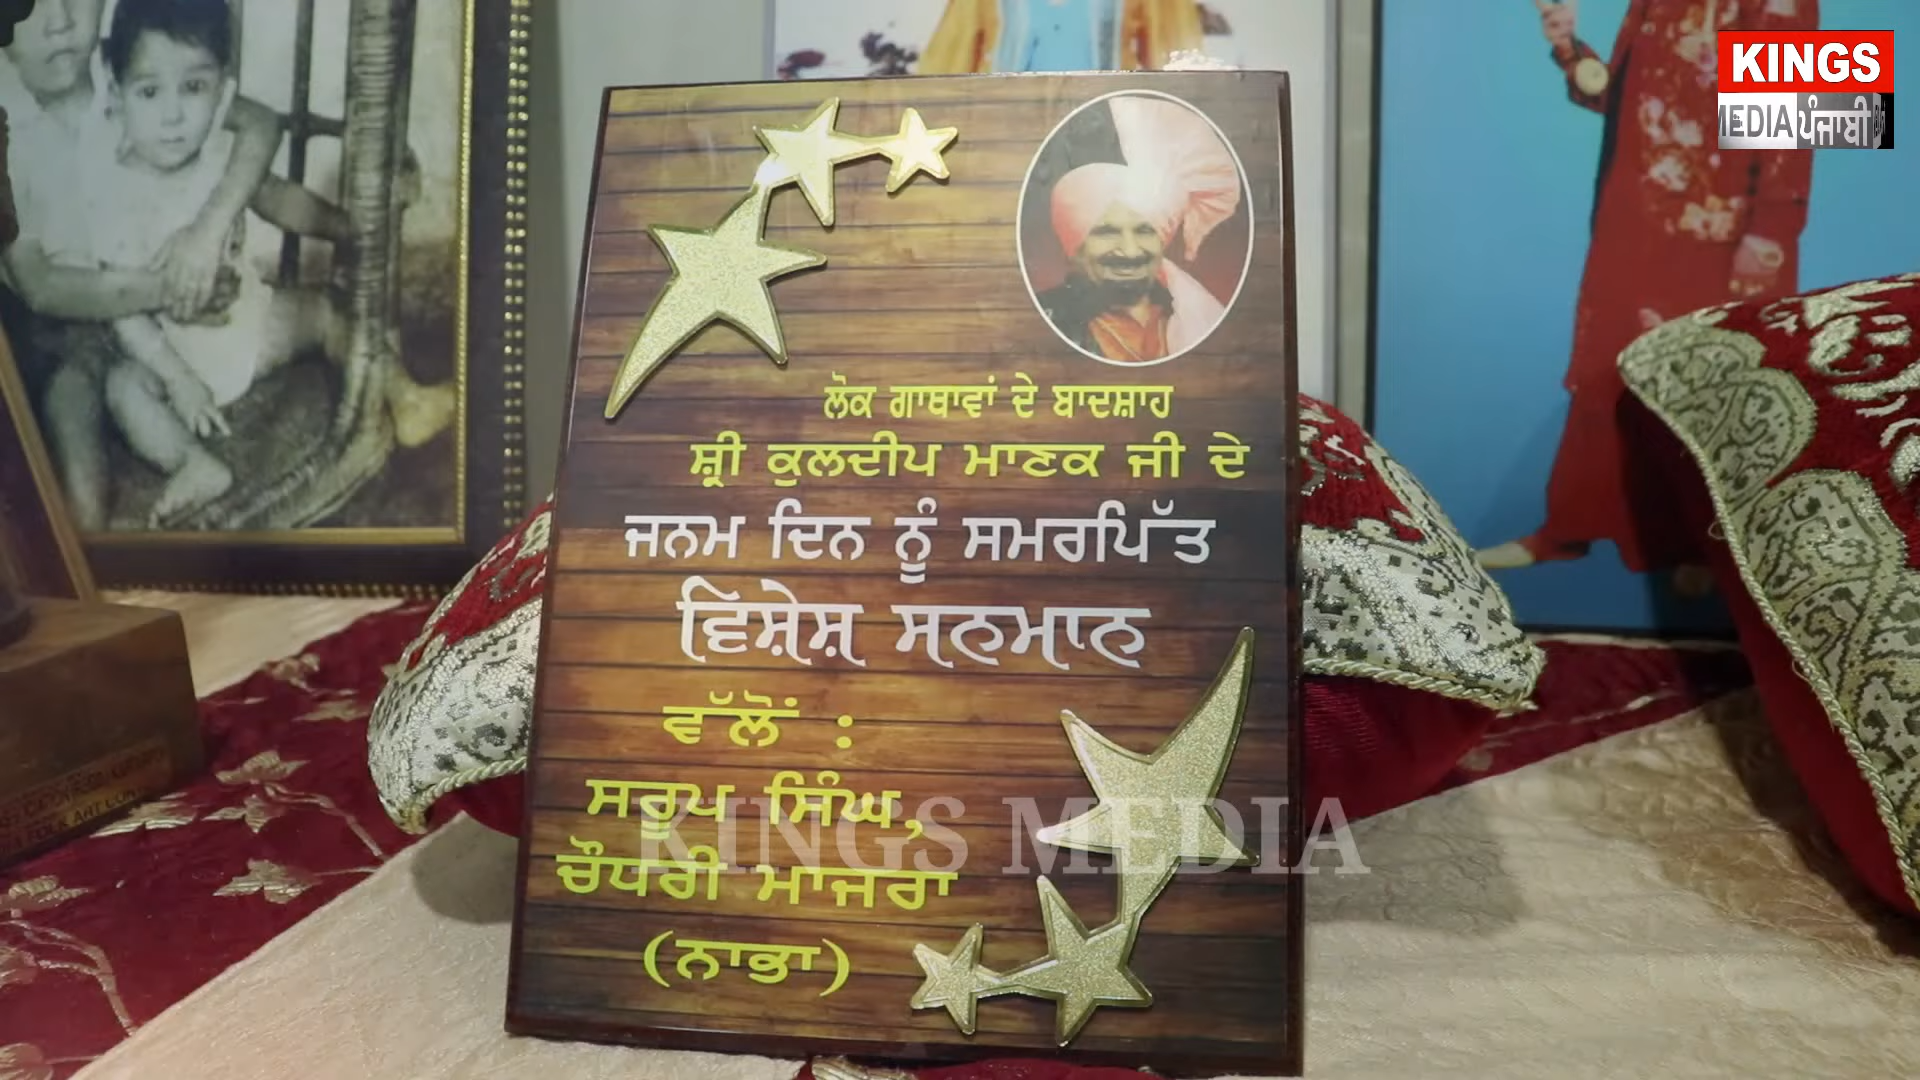 KINGS
MEDIA ਪੰਜਾਬੀ
ਲੋਕ ਗਾਥਾਵਾਂ ਦੇ ਬਾਦਸ਼ਾਹ
ਸ਼੍ਰੀ ਕੁਲਦੀਪ ਮਾਣਕ ਜੀ ਦੇ
ਜਨਮ ਦਿਨ ਨੂੰ ਸਮਰਪਿੱਤ
ਵਿਸ਼ੇਸ਼ ਸਨਮਾਨ
ਵੱਲੋਂ :
ਸਰੂਪ ਸਿੰਘ,
ਚੌਧਰੀ ਮਾਜਰਾ
(ਨਾਭਾ)
KINGS MEDIA